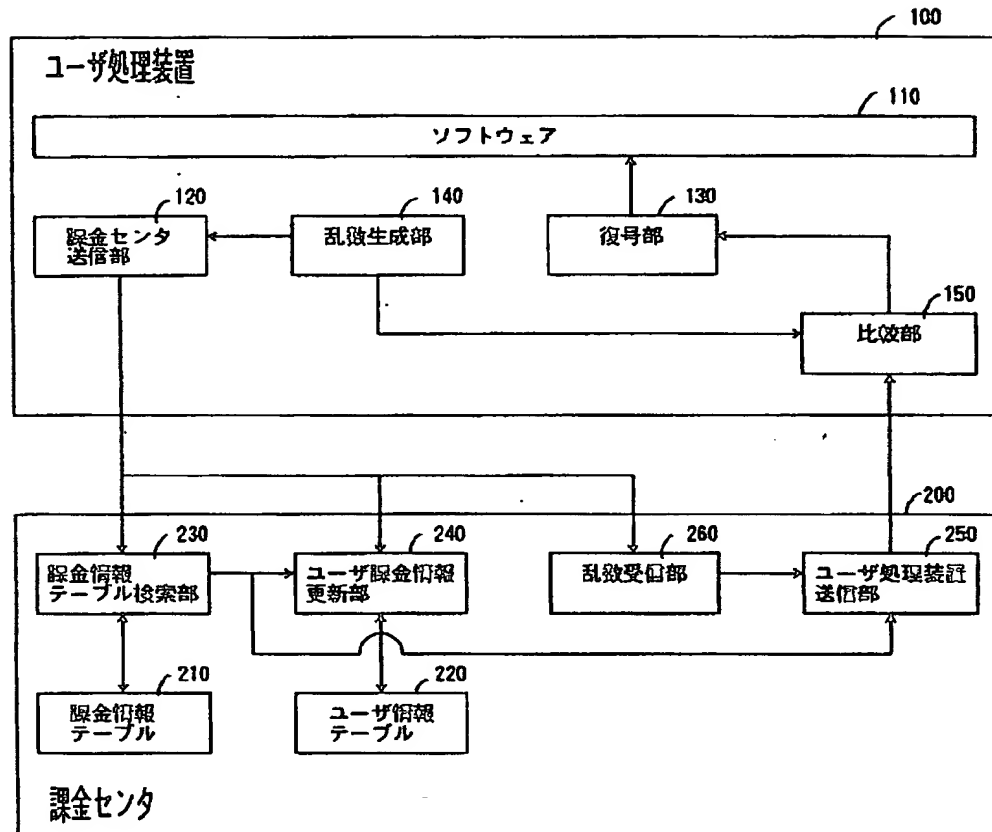 100
ユーザ処理装置
110
ソフトウェア
120
140
130
課金センタ
送信部
乱数生成部
復号部
150
比較部
200
230
240
260
250
課金情報
テーブル検索部
ユーザ課金情報
更新部
乱数受信部
ユーザ処理装置
送信部
210
220
課金情報
テーブル
ユーザ情報
テーブル
課金センタ